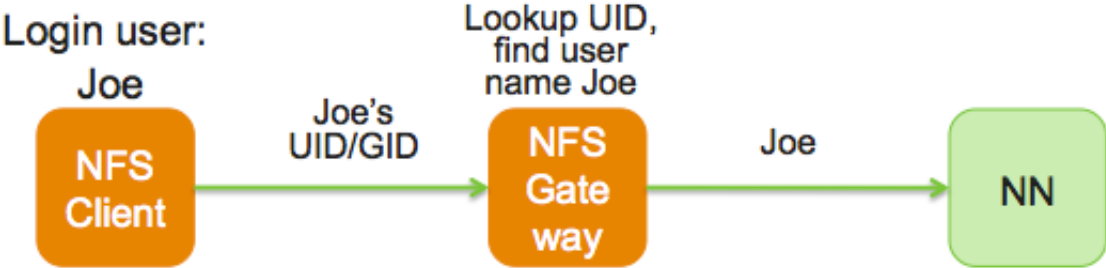 Login user:
Joe
NFS
Client
Joe's
UID/GID
Lookup UID,
find user
name Joe
NFS
Gate
way
Joe
NN